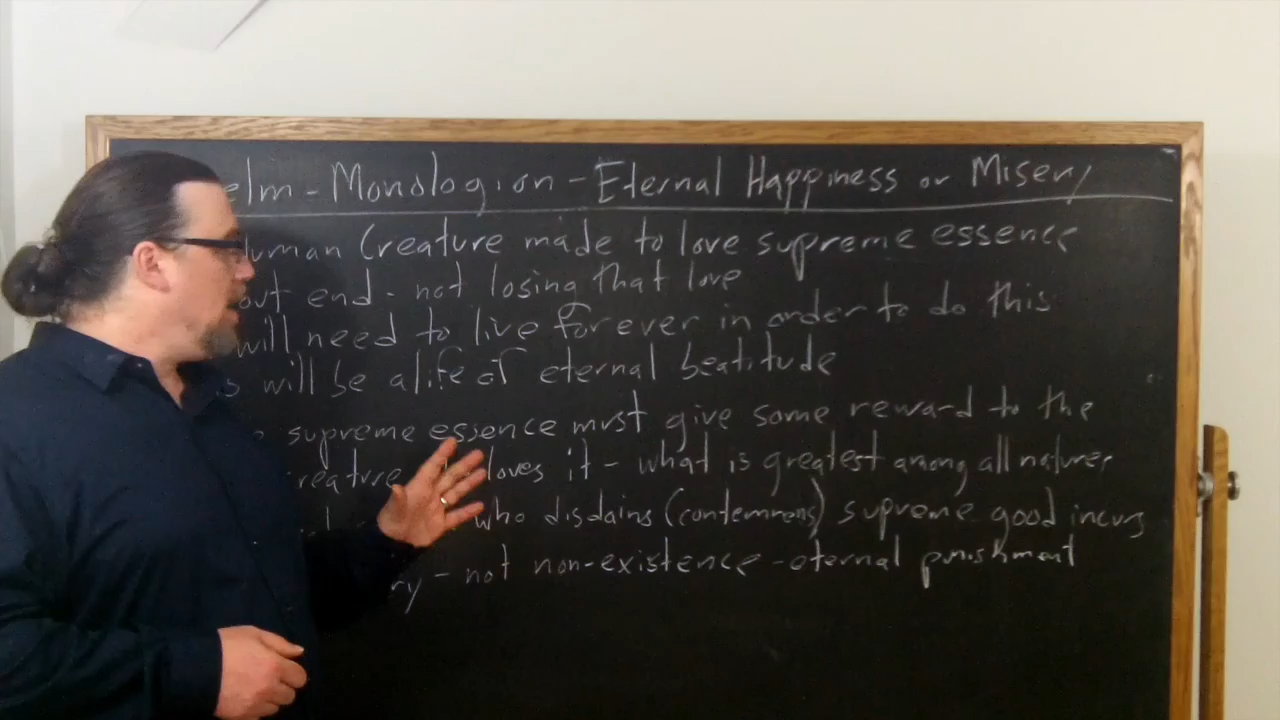 elm - Monologion - Eternal Happiness or Misery
uman Creature made to love supreme essence
out end - not losing that love
will need to live forever in order to do this
s will be a life of eternal beatitude
supreme essence must give some reward to the
reature loves it - what is greatest among all natures
who disdains (contemnens) supreme good incurs
ry - not non-existence - eternal punishment